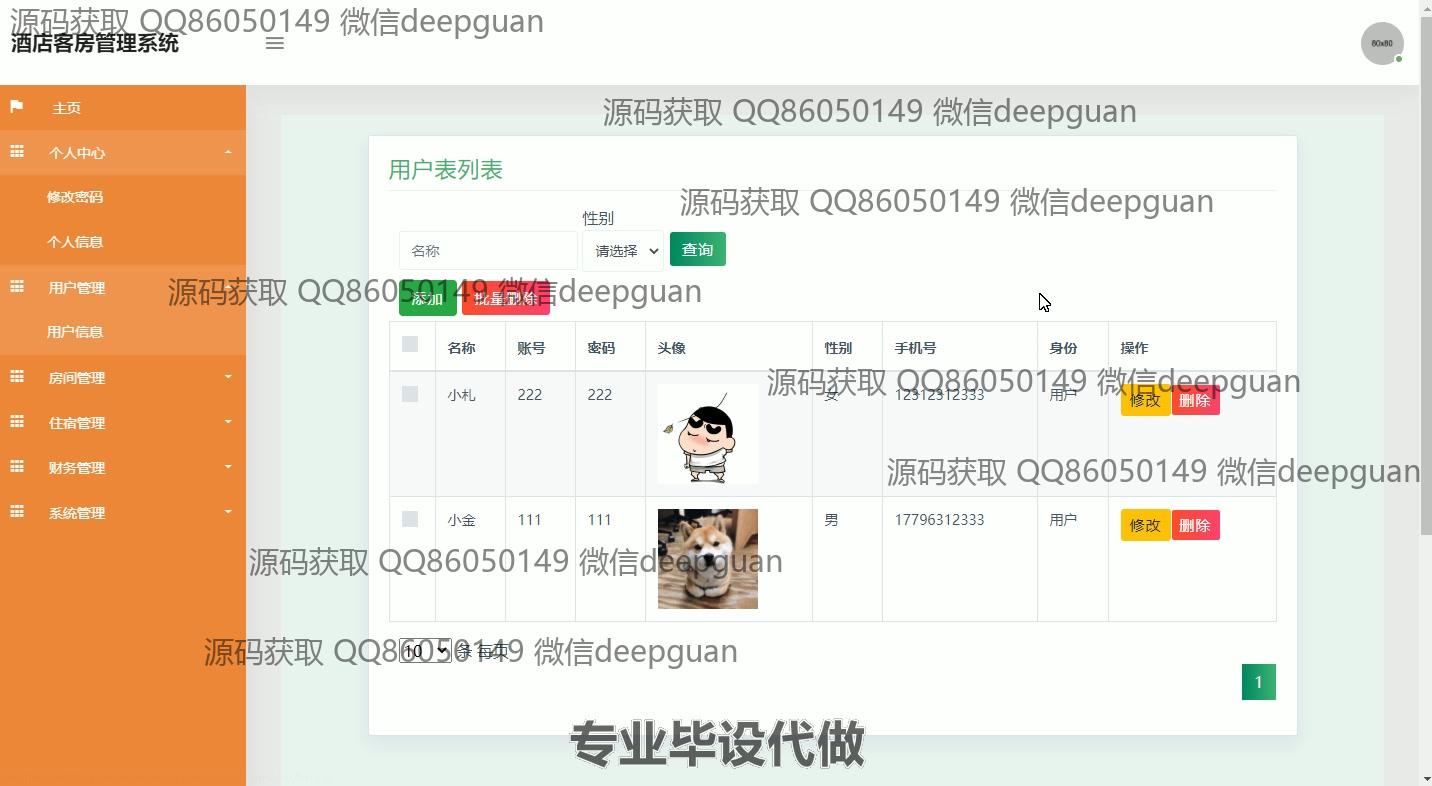 源码获取 QQ86050149 微信deepguan
酒店客房管理系统
80x80
主页
源码获取 QQ86050149 微信deepguan
个人中心
用户表列表
修改密码
源码获取 QQ86050149 微信deepguan
性别
个人信息
名称
请选择
查询
用户管理
源码获取 QQ86050149 微信deepguan
添加
批量删除
用户信息
名称 账号 密码 头像 性别 手机号 身份 操作
房间管理
源码获取 QQ86050149 微信deepguan
小札 222 222 女 12312312333 用户 修改 删除
住宿管理
财务管理
源码获取 QQ86050149 微信deepguan
系统管理
小金 111 111 男 17796312333 用户 修改 删除
源码获取 QQ86050149 微信deepguan
源码获取 QQ86050149 微信deepguan
10 条 每页
1
专业毕设代做